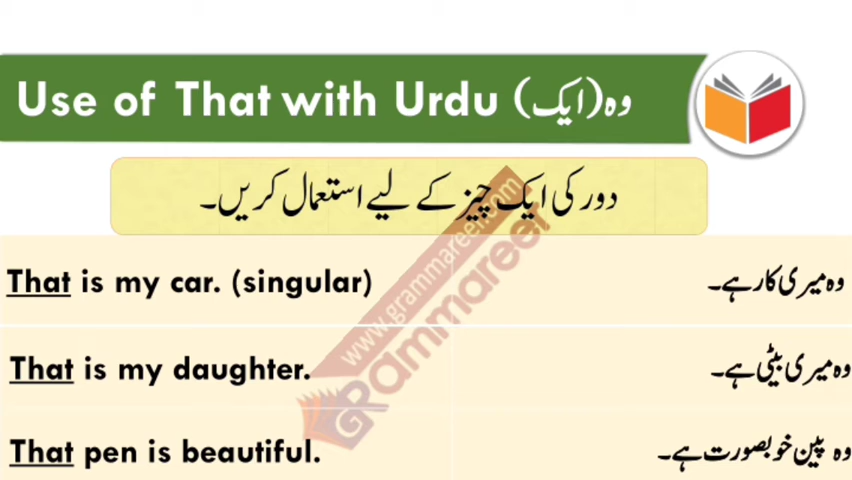 Use of That with Urdu (ایک) وہ
دور کی ایک چیز کے لیے استعمال کریں۔
That is my car. (singular) وہ میری کار ہے۔
That is my daughter. وہ میری بیٹی ہے۔
That pen is beautiful. وہ پین خوبصورت ہے۔
www.grammareer.com
Grammareer